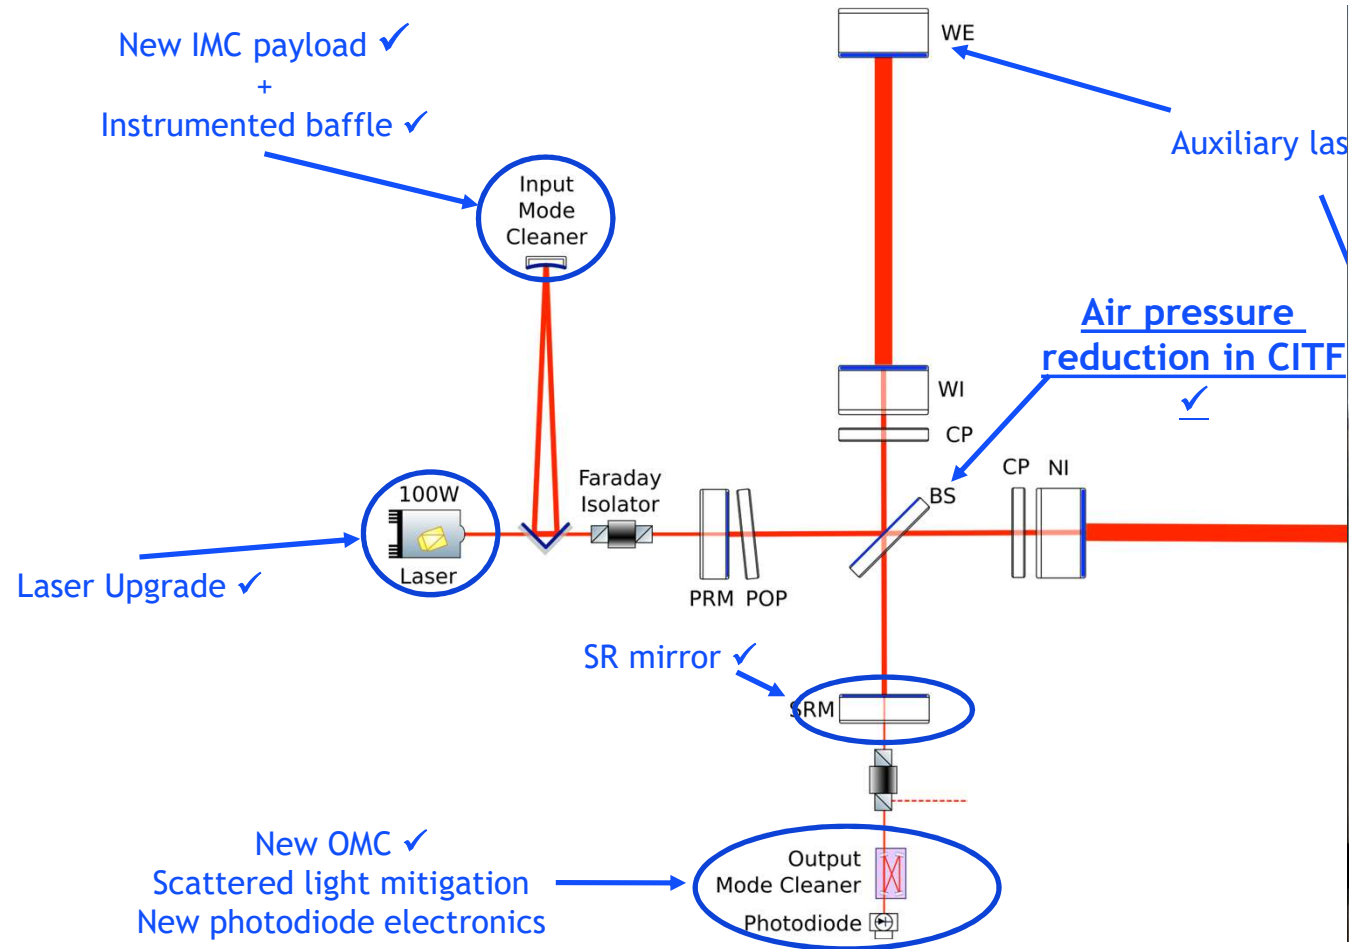 New IMC payload ✓
+
Instrumented baffle ✓
WE
Auxiliary las
Input
Mode
Cleaner
Air pressure
reduction in CITF
✓
WI
CP
Faraday
Isolator
CP NI
BS
100W
Laser
Laser Upgrade ✓
PRM POP
SR mirror ✓
SRM
New OMC ✓
Scattered light mitigation
New photodiode electronics
Output
Mode Cleaner
Photodiode